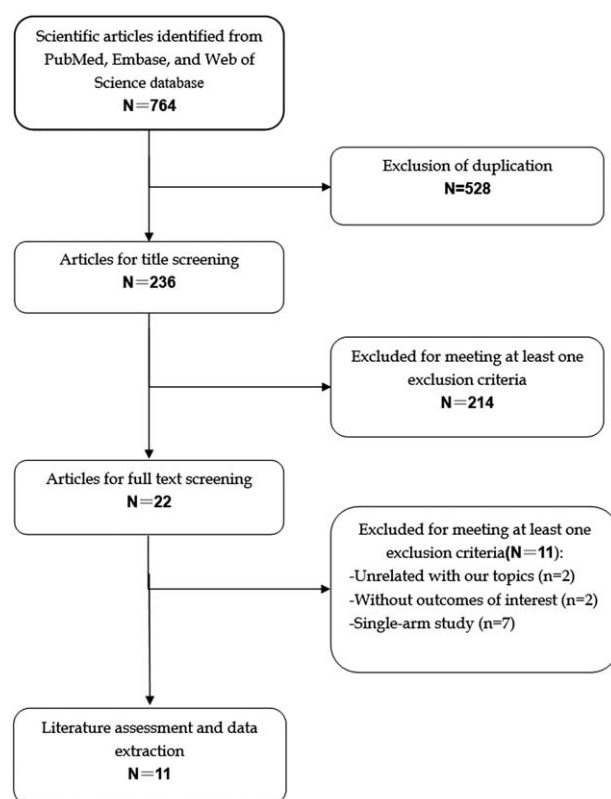 Scientific articles identified from
PubMed, Embase, and Web of
Science database
N＝764
Exclusion of duplication
N=528
Articles for title screening
N＝236
Excluded for meeting at least one
exclusion criteria
N＝214
Articles for full text screening
N＝22
Excluded for meeting at least one
exclusion criteria(N＝11):
-Unrelated with our topics (n=2)
-Without outcomes of interest (n=2)
-Single-arm study (n=7)
Literature assessment and data
extraction
N＝11